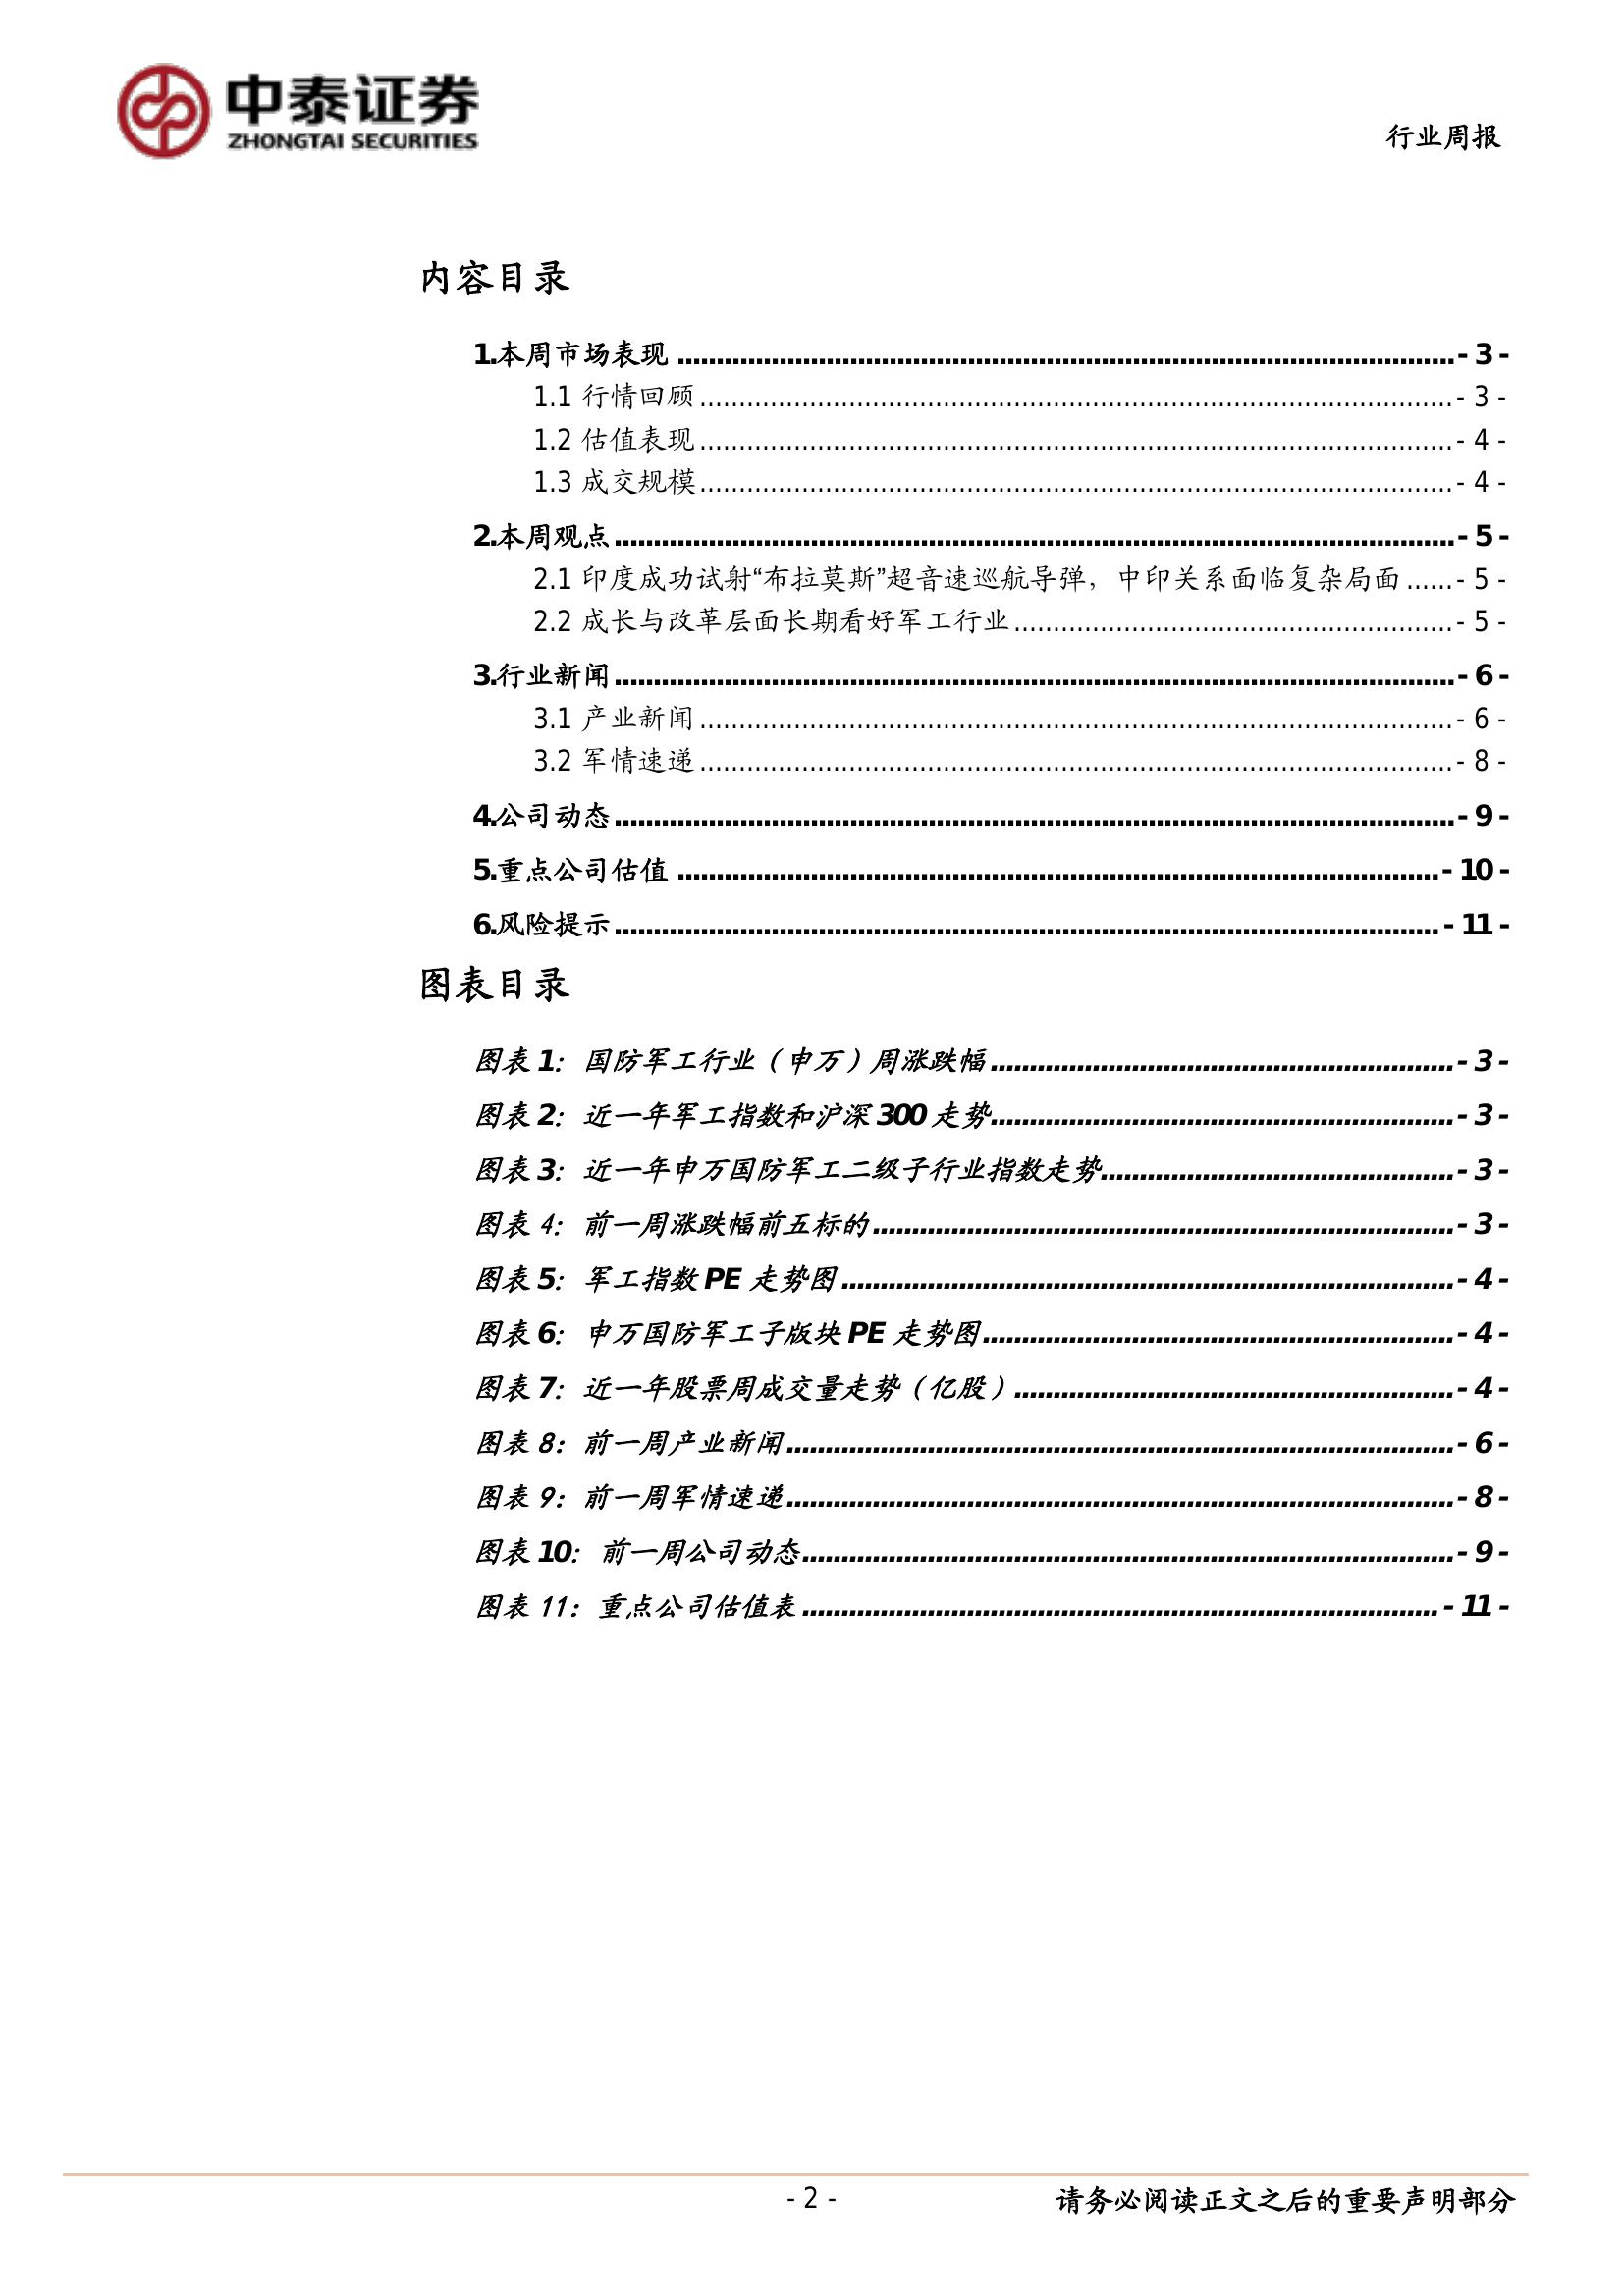 中泰证券
ZHONGTAI SECURITIES
行业周报
内容目录
1.本周市场表现 ........................................ - 3 -
1.1 行情回顾 ........................................ - 3 -
1.2 估值表现 ........................................ - 4 -
1.3 成交规模 ........................................ - 4 -
2.本周观点 ........................................ - 5 -
2.1 印度成功试射“布拉莫斯”超音速巡航导弹，中印关系面临复杂局面 ...... - 5 -
2.2 成长与改革层面长期看好军工行业 ........................................ - 5 -
3.行业新闻 ........................................ - 6 -
3.1 产业新闻 ........................................ - 6 -
3.2 军情速递 ........................................ - 8 -
4.公司动态 ........................................ - 9 -
5.重点公司估值 ........................................ - 10 -
6.风险提示 ........................................ - 11 -
图表目录
图表 1：国防军工行业（申万）周涨跌幅 ........................................ - 3 -
图表 2：近一年军工指数和沪深 300 走势 ........................................ - 3 -
图表 3：近一年申万国防军工二级子行业指数走势 ........................................ - 3 -
图表 4：前一周涨跌幅前五标的 ........................................ - 3 -
图表 5：军工指数 PE 走势图 ........................................ - 4 -
图表 6：申万国防军工子版块 PE 走势图 ........................................ - 4 -
图表 7：近一年股票周成交量走势（亿股） ........................................ - 4 -
图表 8：前一周产业新闻 ........................................ - 6 -
图表 9：前一周军情速递 ........................................ - 8 -
图表 10：前一周公司动态 ........................................ - 9 -
图表 11：重点公司估值表 ........................................ - 11 -
- 2 -
请务必阅读正文之后的重要声明部分